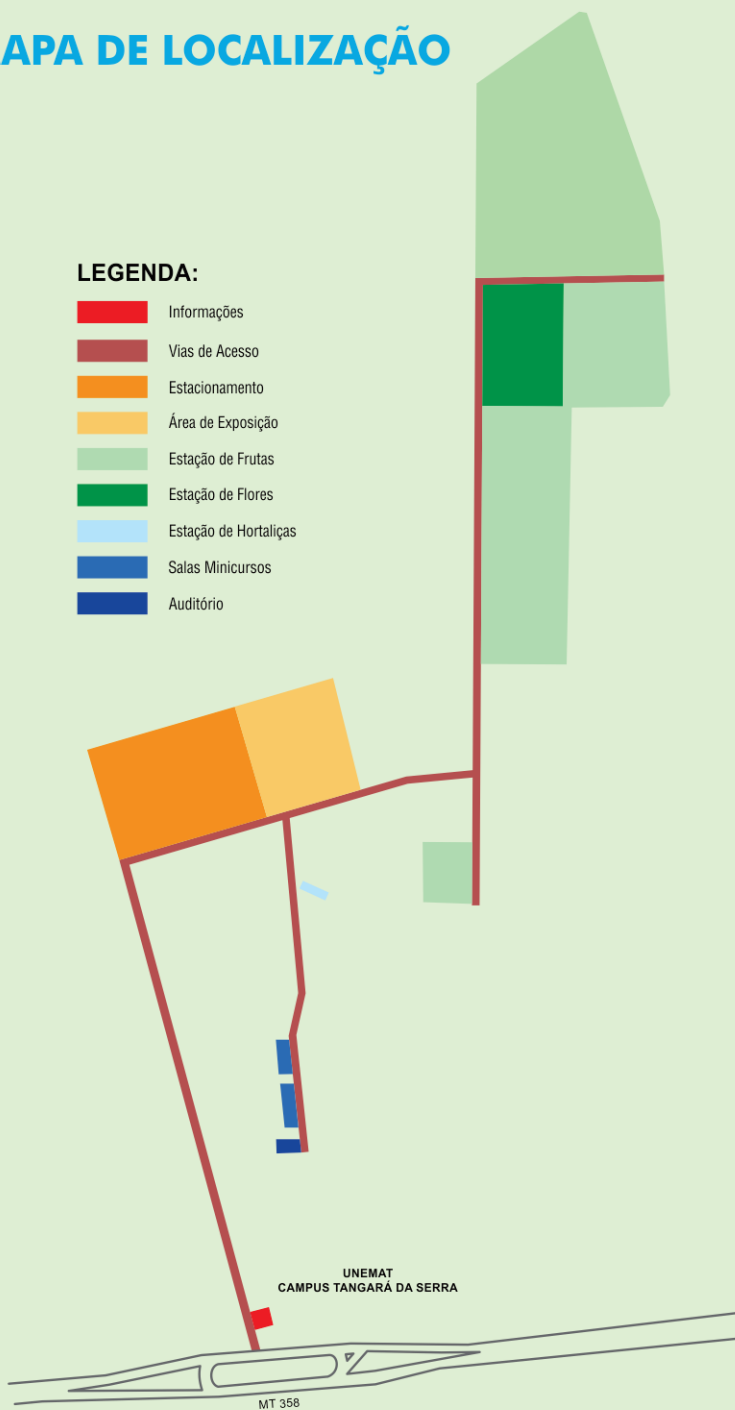 APA DE LOCALIZAÇÃO
LEGENDA:
Informações
Vias de Acesso
Estacionamento
Área de Exposição
Estação de Frutas
Estação de Flores
Estação de Hortaliças
Salas Minicursos
Auditório
UNEMAT
CAMPUS TANGARÁ DA SERRA
MT 358